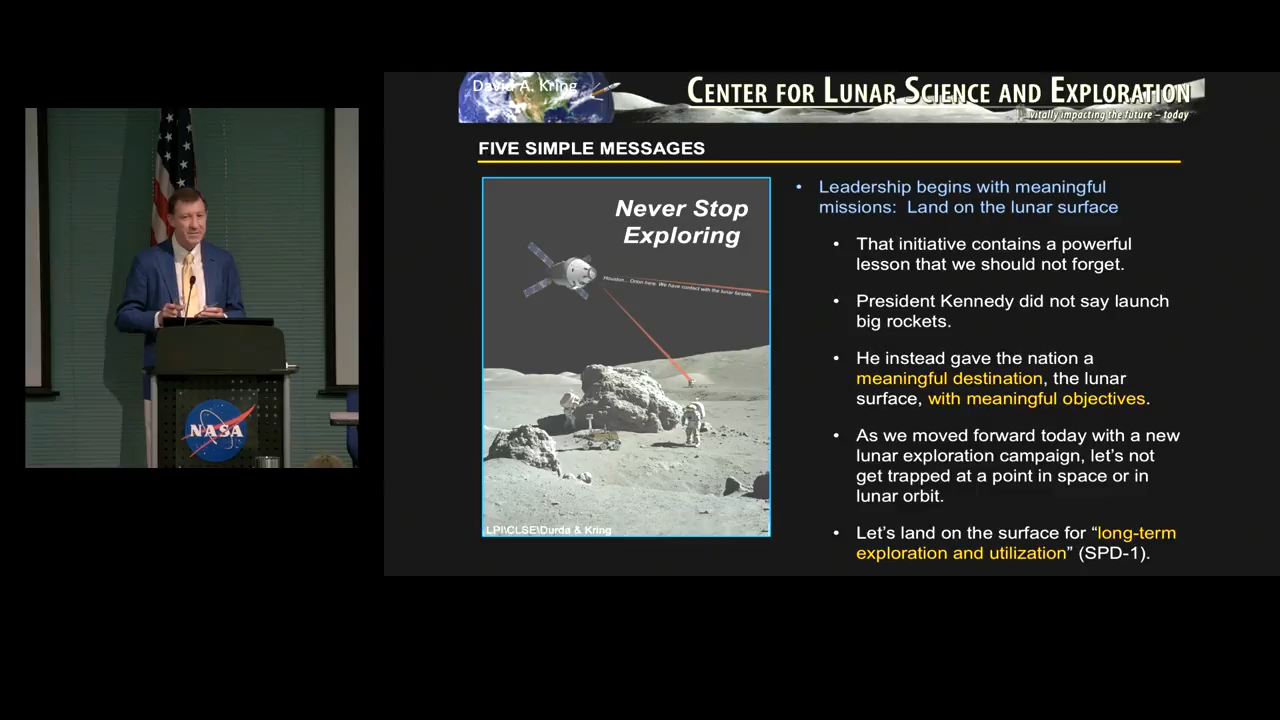 David A. Kring
CENTER FOR LUNAR SCIENCE AND EXPLORATION
vitally impacting the future – today
FIVE SIMPLE MESSAGES
Never Stop
Exploring
Houston... Orion here. We have contact with the lunar farside.
LPI\CLSE\Durda & Kring
• Leadership begins with meaningful
missions: Land on the lunar surface
• That initiative contains a powerful
lesson that we should not forget.
• President Kennedy did not say launch
big rockets.
• He instead gave the nation a
meaningful destination, the lunar
surface, with meaningful objectives.
• As we moved forward today with a new
lunar exploration campaign, let’s not
get trapped at a point in space or in
lunar orbit.
• Let’s land on the surface for “long-term
exploration and utilization” (SPD-1).
NASA